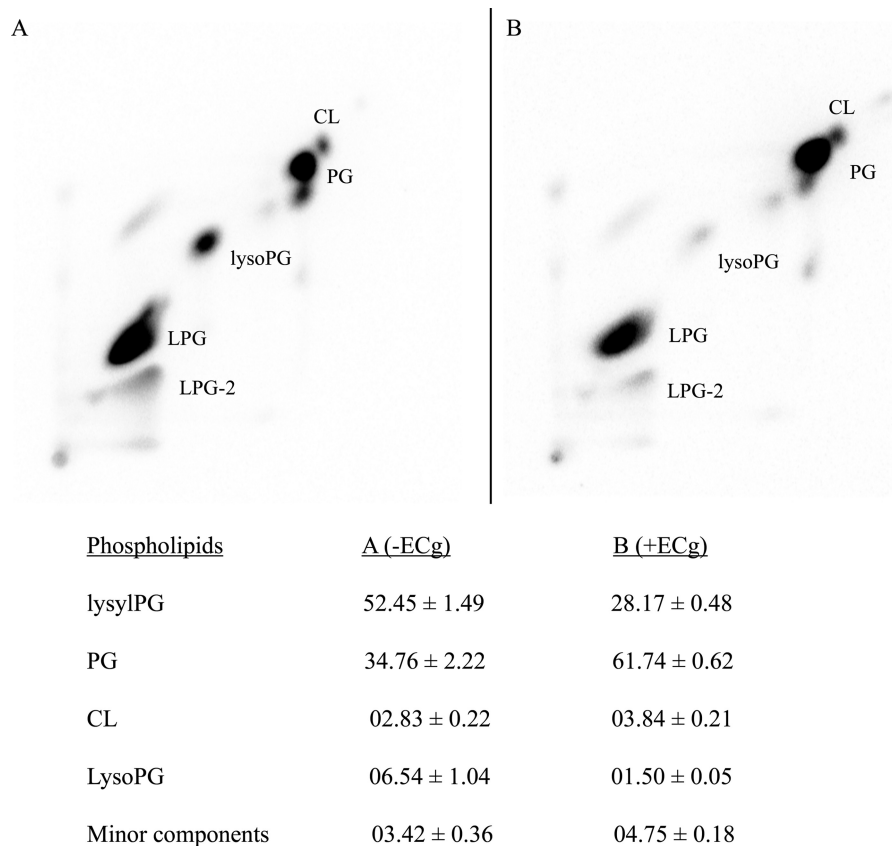 A
B
CL
PG
lysoPG
LPG
LPG-2
CL
PG
lysoPG
LPG
LPG-2
Phospholipids A (-ECg) B (+ECg)
lysylPG 52.45 ± 1.49 28.17 ± 0.48
PG 34.76 ± 2.22 61.74 ± 0.62
CL 02.83 ± 0.22 03.84 ± 0.21
LysoPG 06.54 ± 1.04 01.50 ± 0.05
Minor components 03.42 ± 0.36 04.75 ± 0.18